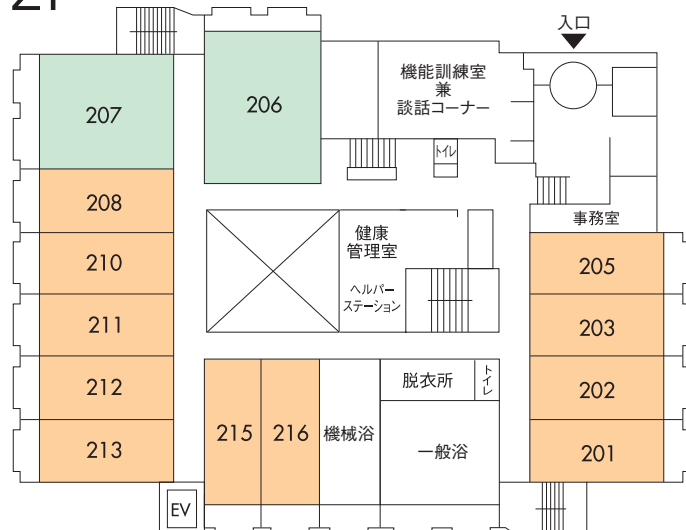 入口
機能訓練室
兼
談話コーナー
206
207
トイレ
208
事務室
健康
管理室
210
205
ヘルパー
ステーション
211
203
212
脱衣所
トイレ
202
215
216
機械浴
213
一般浴
201
EV